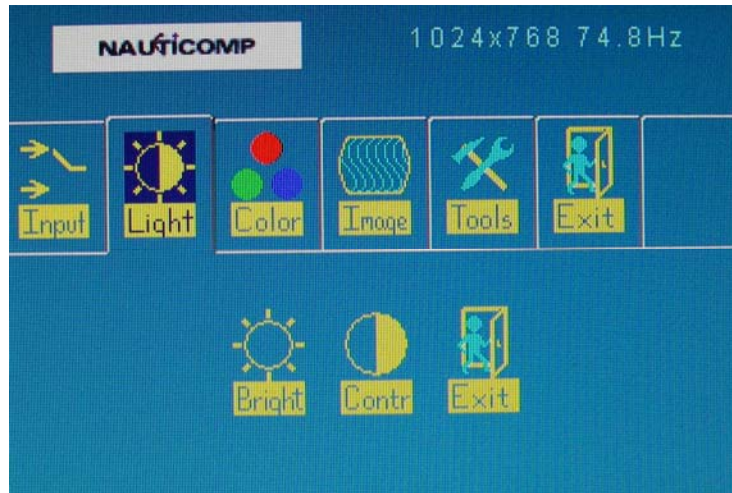 NAUTICOMP
1024x768 74.8Hz
Input Light Color Image Tools Exit
Bright Contr Exit